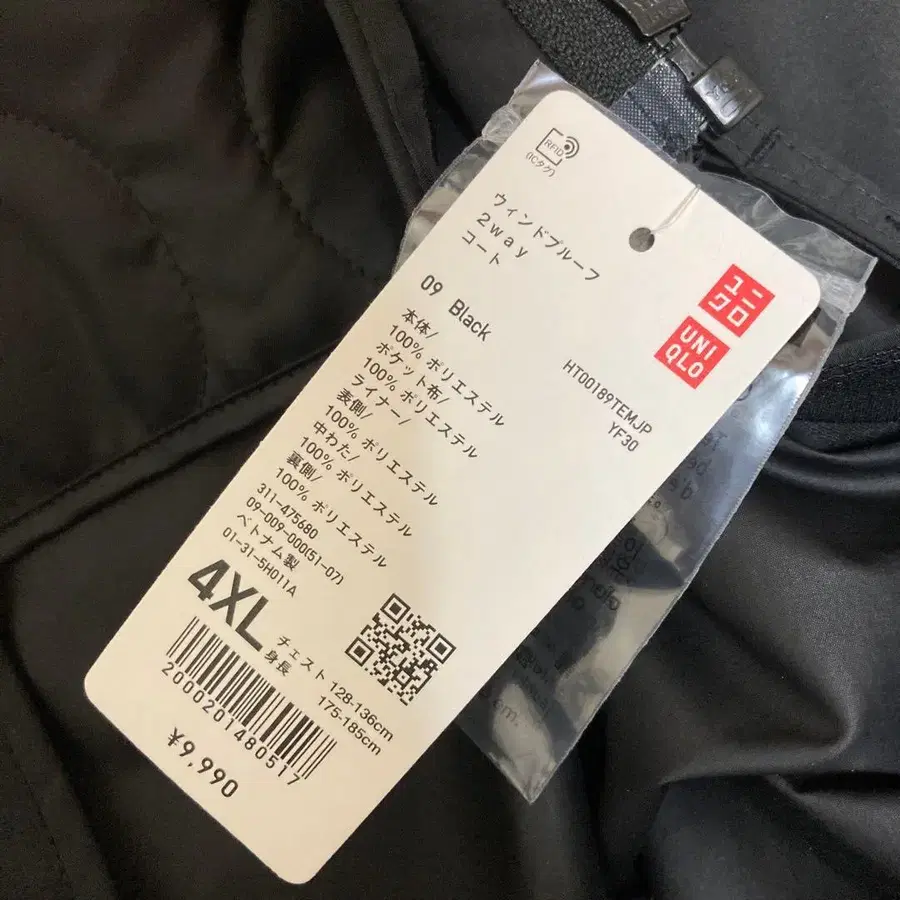 RFID
(ICタグ)
ユニ
クロ
UNI
QLO
ウィンドプルーフ
2way
コート
09 Black
HT00189TEMJP
YF30
本体/
100% ポリエステル
ポケット布/
100% ポリエステル
ライナー/
表側/
100% ポリエステル
中わた/
100% ポリエステル
裏側/
100% ポリエステル
311-475680
09-009-000(51-07)
ベトナム製
01-31-5H011A
4XL
チェスト 128-136cm
身長 175-185cm
2000201480517
¥9,990